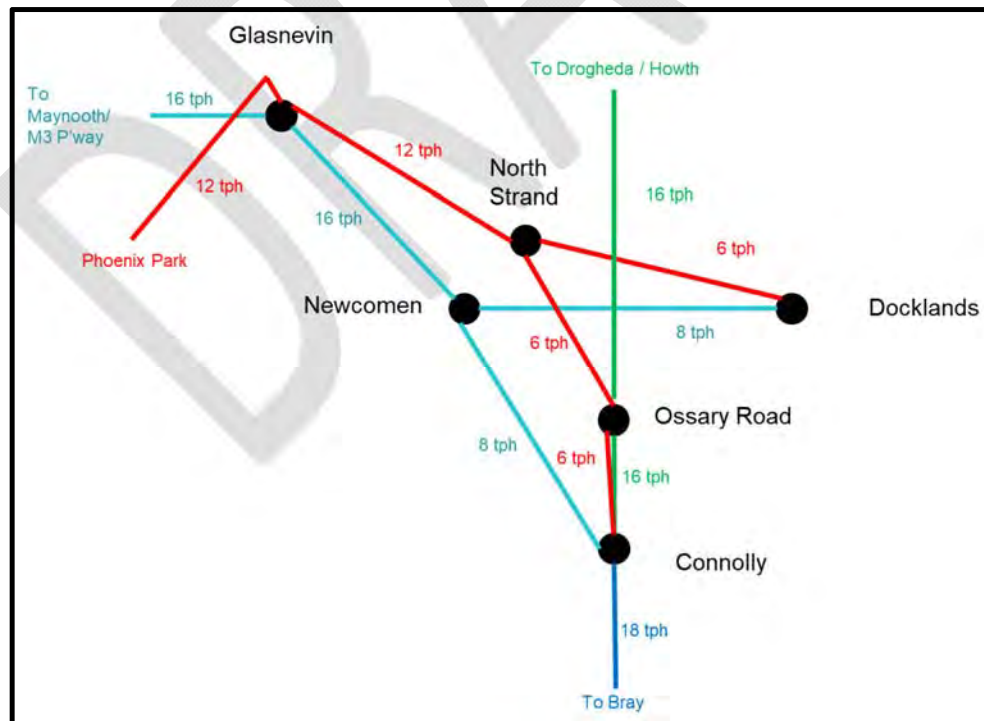 Glasnevin
To Drogheda / Howth
To
Maynooth/
M3 P'way
16 tph
12 tph
North
Strand
12 tph
16 tph
16 tph
6 tph
Phoenix Park
Newcomen
Docklands
8 tph
6 tph
Ossary Road
8 tph
6 tph
16 tph
Connolly
18 tph
To Bray
DRA